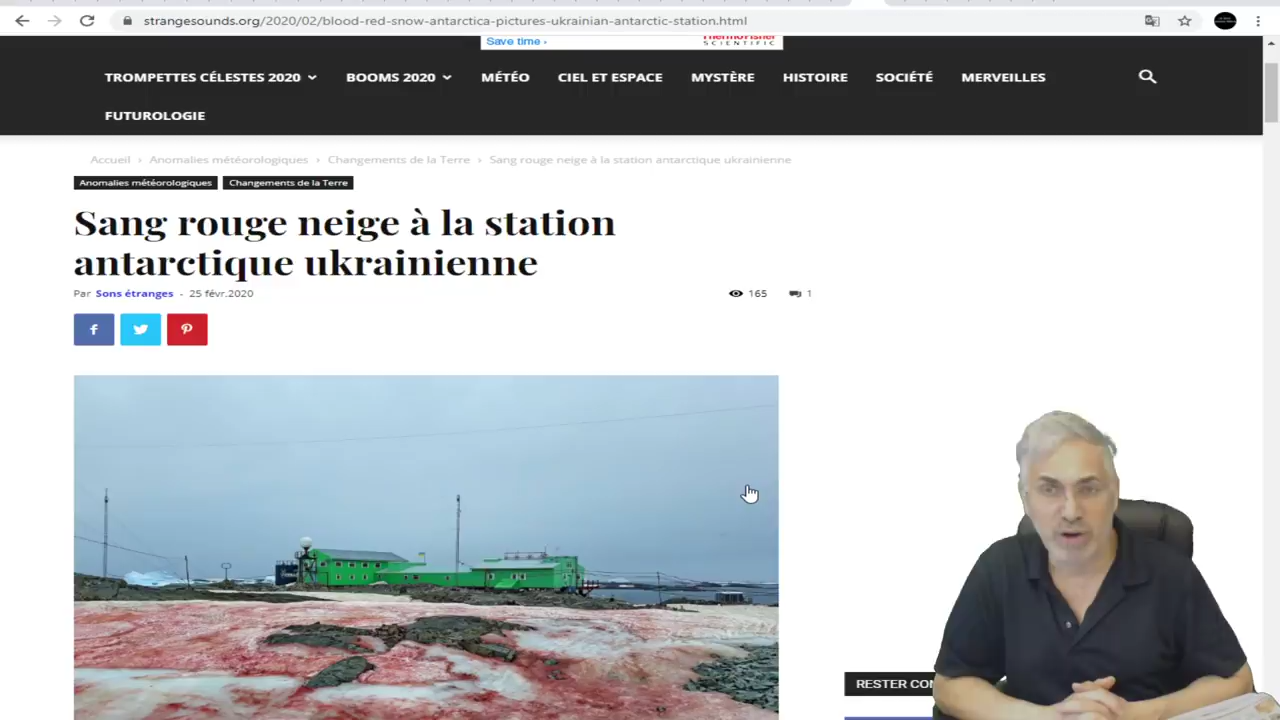 strangesounds.org/2020/02/blood-red-snow-antarctica-pictures-ukrainian-antarctic-station.html
Save time
ThermoFisher
SCIENTIFIC
TROMPETTES CÉLESTES 2020 BOOMS 2020 MÉTÉO CIEL ET ESPACE MYSTÈRE HISTOIRE SOCIÉTÉ MERVEILLES
FUTUROLOGIE
Accueil › Anomalies météorologiques › Changements de la Terre › Sang rouge neige à la station antarctique ukrainienne
Anomalies météorologiques Changements de la Terre
Sang rouge neige à la station
antarctique ukrainienne
Par Sons étranges - 25 févr.2020 165 1
RESTER CON